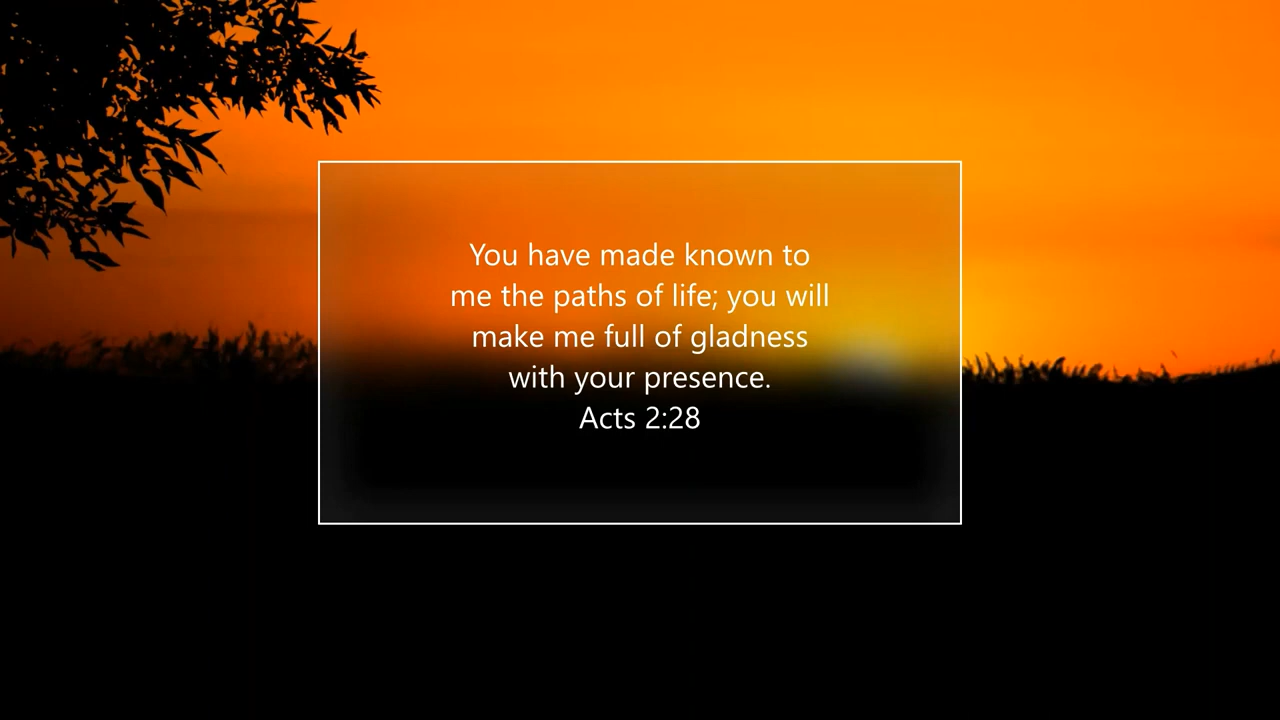 You have made known to
me the paths of life; you will
make me full of gladness
with your presence.
Acts 2:28